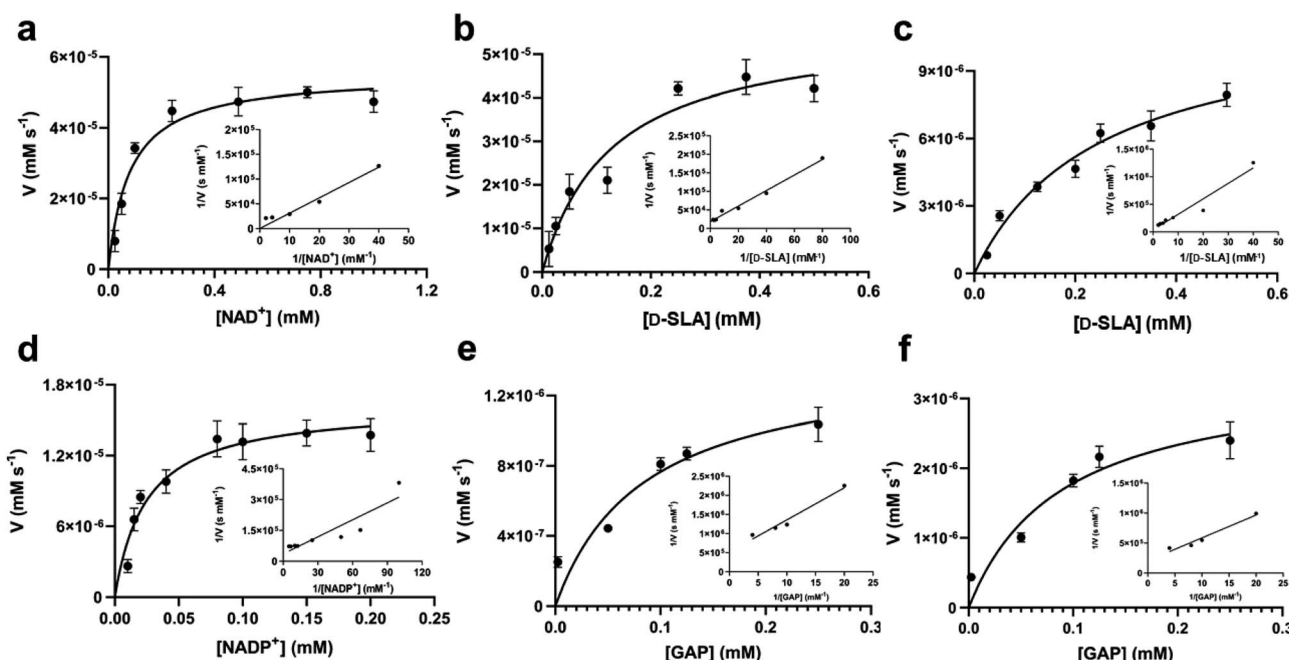 a
V (mM s⁻¹)
6×10⁻⁵
4×10⁻⁵
2×10⁻⁵
0
0.0 0.4 0.8 1.2
[NAD⁺] (mM)
1/V (s mM⁻¹)
2×10⁵
1.5×10⁵
1×10⁵
5×10⁴
0
0 10 20 30 40 50
1/[NAD⁺] (mM⁻¹)
b
V (mM s⁻¹)
5×10⁻⁵
4×10⁻⁵
3×10⁻⁵
2×10⁻⁵
1×10⁻⁵
0
0.0 0.2 0.4 0.6
[D-SLA] (mM)
1/V (s mM⁻¹)
2.5×10⁵
2.0×10⁵
1.5×10⁵
1.0×10⁵
5.0×10⁴
0
0 20 40 60 80 100
1/[D-SLA] (mM⁻¹)
c
V (mM s⁻¹)
9×10⁻⁶
6×10⁻⁶
3×10⁻⁶
0
0.0 0.2 0.4 0.6
[D-SLA] (mM)
1/V (s mM⁻¹)
1.5×10⁶
1.0×10⁶
5.0×10⁵
0
0 10 20 30 40 50
1/[D-SLA] (mM⁻¹)
d
V (mM s⁻¹)
1.8×10⁻⁵
1.2×10⁻⁵
6×10⁻⁶
0
0.00 0.05 0.10 0.15 0.20 0.25
[NADP⁺] (mM)
1/V (s mM⁻¹)
4.5×10⁵
3×10⁵
1.5×10⁵
0
0 30 60 90 120
1/[NADP⁺] (mM⁻¹)
e
V (mM s⁻¹)
1.2×10⁻⁶
8×10⁻⁷
4×10⁻⁷
0
0.0 0.1 0.2 0.3
[GAP] (mM)
1/V (s mM⁻¹)
2.5×10⁶
2.0×10⁶
1.5×10⁶
1.0×10⁶
5.0×10⁵
0
0 5 10 15 20 25
1/[GAP] (mM⁻¹)
f
V (mM s⁻¹)
3×10⁻⁶
2×10⁻⁶
1×10⁻⁶
0
0.0 0.1 0.2 0.3
[GAP] (mM)
1/V (s mM⁻¹)
1.5×10⁶
1.0×10⁶
5.0×10⁵
0
0 5 10 15 20 25
1/[GAP] (mM⁻¹)